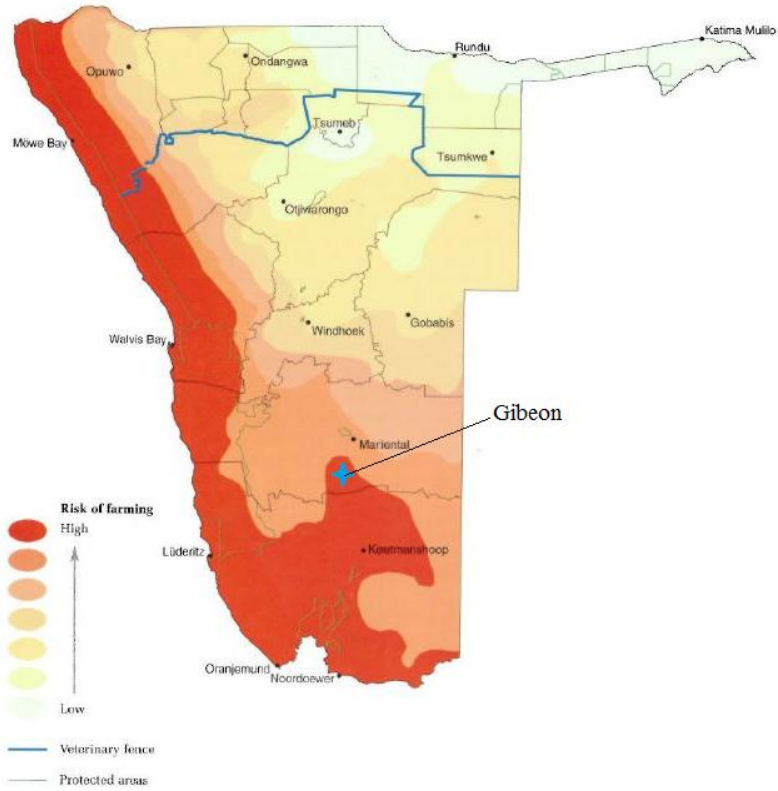 Katima Mulilo
Rundu
Ondangwa
Opuwo
Tsumeb
Möwe Bay
Tsumkwe
Otjiwarongo
Gobabis
Windhoek
Walvis Bay
Gibeon
Mariental
Risk of farming
High
Keetmanshoop
Lüderitz
Oranjemund
Noordoewer
Low
Veterinary fence
Protected areas